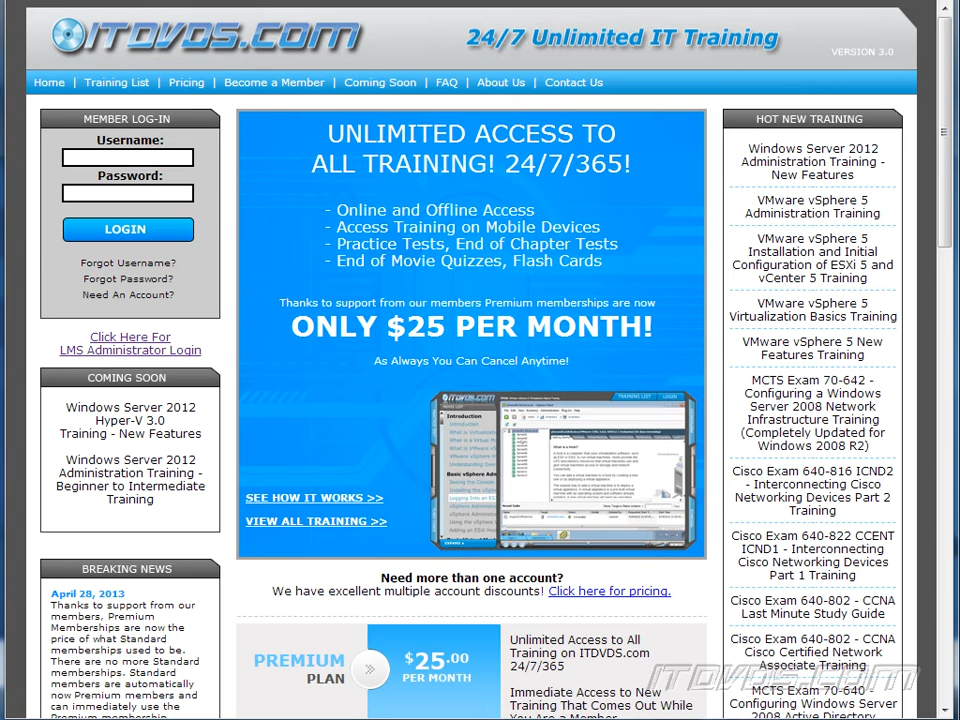 ITDVDS.COM
24/7 Unlimited IT Training
VERSION 3.0
Home | Training List | Pricing | Become a Member | Coming Soon | FAQ | About Us | Contact Us
MEMBER LOG-IN
Username:
Password:
LOGIN
Forgot Username?
Forgot Password?
Need An Account?
Click Here For
LMS Administrator Login
COMING SOON
Windows Server 2012
Hyper-V 3.0
Training - New Features
Windows Server 2012
Administration Training -
Beginner to Intermediate
Training
BREAKING NEWS
April 28, 2013
Thanks to support from our
members, Premium
Memberships are now the
price of what Standard
memberships used to be.
There are no more Standard
memberships. Standard
members are automatically
now Premium members and
can immediately use the
Premium membership
UNLIMITED ACCESS TO
ALL TRAINING! 24/7/365!
- Online and Offline Access
- Access Training on Mobile Devices
- Practice Tests, End of Chapter Tests
- End of Movie Quizzes, Flash Cards
Thanks to support from our members Premium memberships are now
ONLY $25 PER MONTH!
As Always You Can Cancel Anytime!
SEE HOW IT WORKS >>
VIEW ALL TRAINING >>
ITDVDS.COM
TRAINING LIST
LOGIN
Introduction
Need more than one account?
We have excellent multiple account discounts! Click here for pricing.
PREMIUM
PLAN
$25.00
PER MONTH
Unlimited Access to All
Training on ITDVDS.com
24/7/365
Immediate Access to New
Training That Comes Out While
You Are a Member
HOT NEW TRAINING
Windows Server 2012
Administration Training -
New Features
VMware vSphere 5
Administration Training
VMware vSphere 5
Installation and Initial
Configuration of ESXi 5 and
vCenter 5 Training
VMware vSphere 5
Virtualization Basics Training
VMware vSphere 5 New
Features Training
MCTS Exam 70-642 -
Configuring a Windows
Server 2008 Network
Infrastructure Training
(Completely Updated for
Windows 2008 R2)
Cisco Exam 640-816 ICND2
- Interconnecting Cisco
Networking Devices Part 2
Training
Cisco Exam 640-822 CCENT
ICND1 - Interconnecting
Cisco Networking Devices
Part 1 Training
Cisco Exam 640-802 - CCNA
Last Minute Study Guide
Cisco Exam 640-802 - CCNA
Cisco Certified Network
Associate Training
MCTS Exam 70-640 -
Configuring Windows Server
2008 Active Directory
ITDVDS.COM